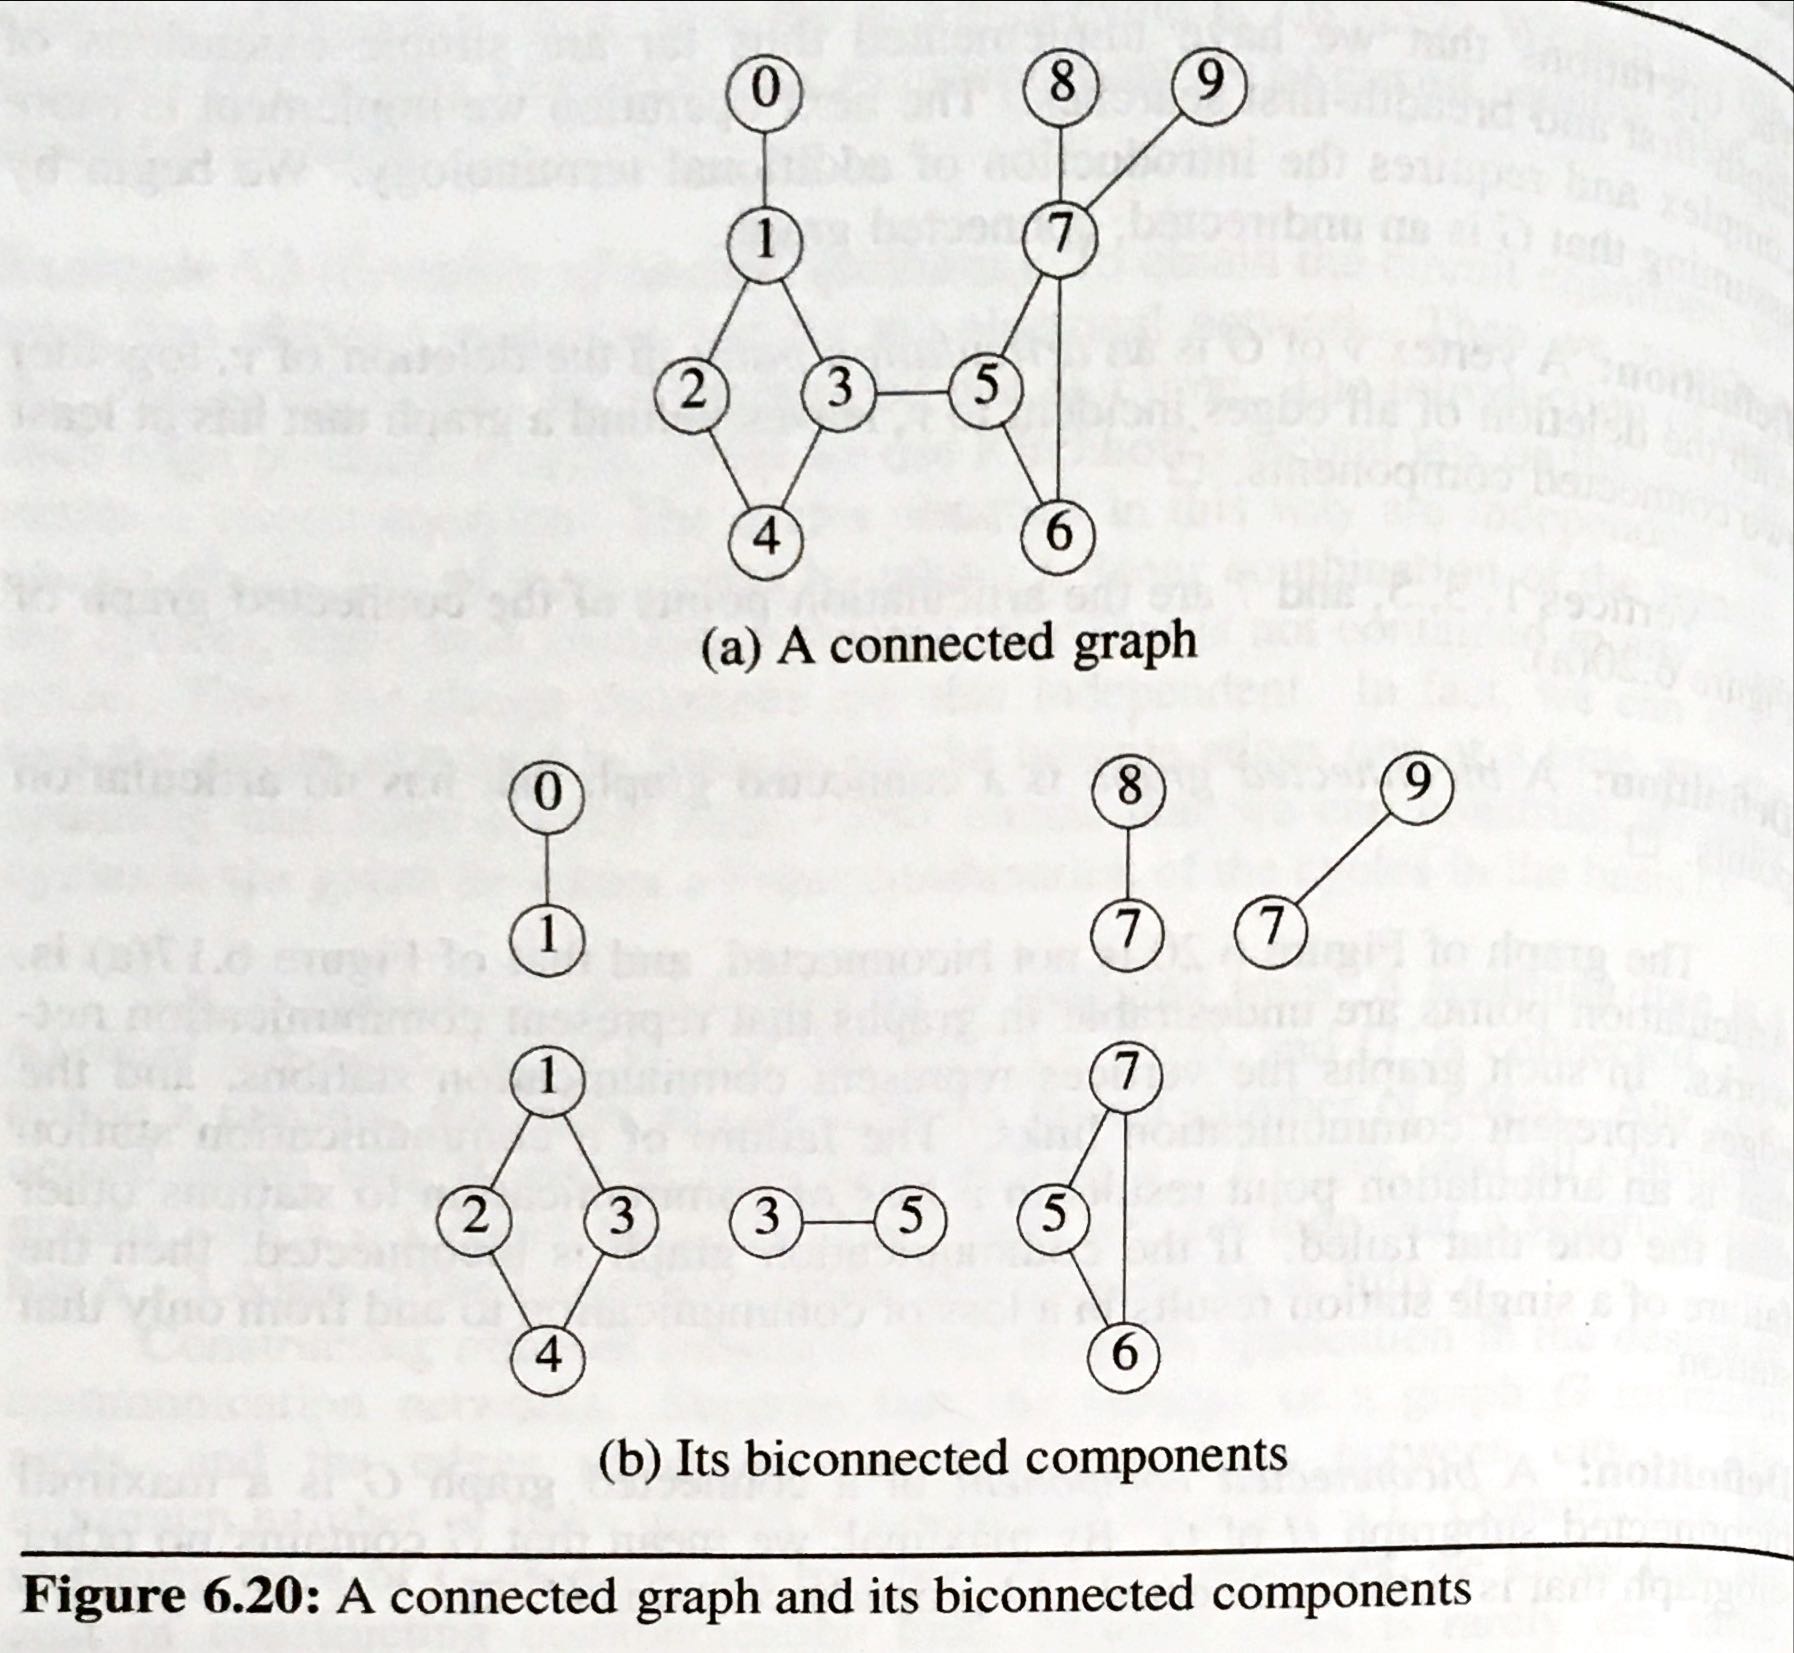 0 8 9
1 7
2 3 5
4 6
(a) A connected graph
0 8 9
1 7 7
1 7
2 3 3 5 5
4 6
(b) Its biconnected components
Figure 6.20: A connected graph and its biconnected components